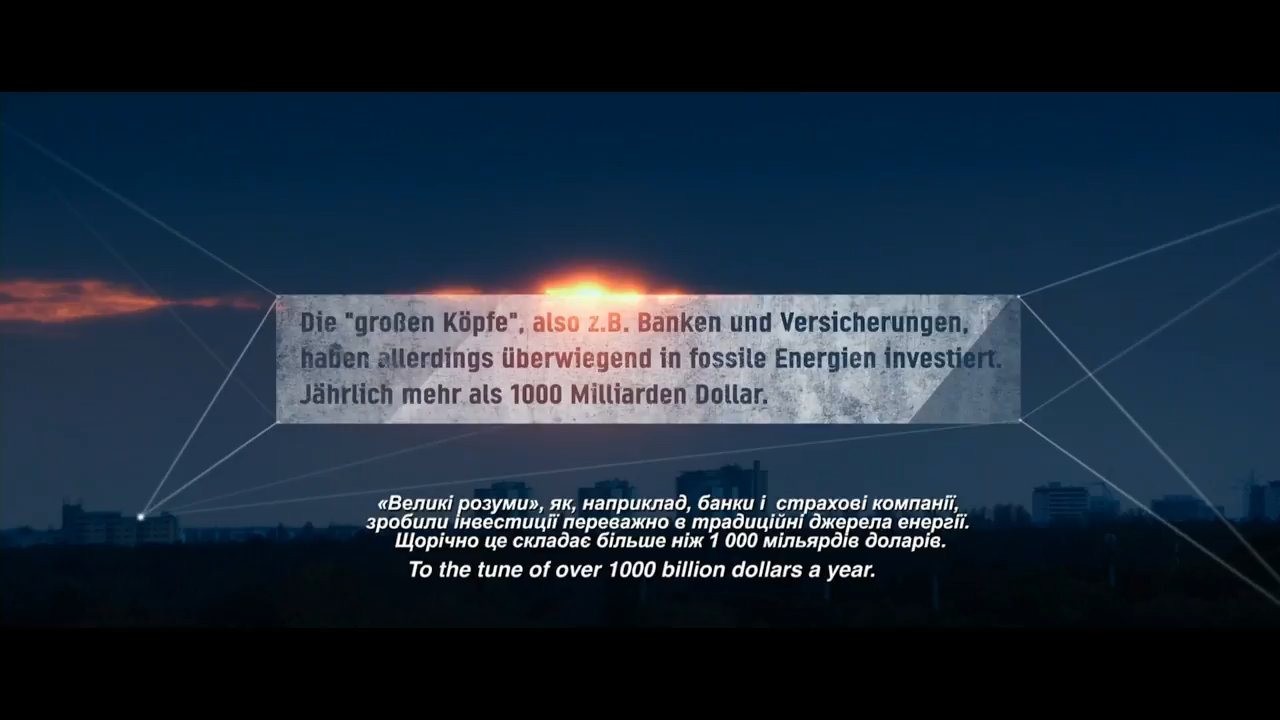 Die "großen Köpfe", also z.B. Banken und Versicherungen,
haben allerdings überwiegend in fossile Energien investiert.
Jährlich mehr als 1000 Milliarden Dollar.
«Великі розуми», як, наприклад, банки і страхові компанії,
зробили інвестиції переважно в традиційні джерела енергії.
Щорічно це складає більше ніж 1 000 мільярдів доларів.
To the tune of over 1000 billion dollars a year.